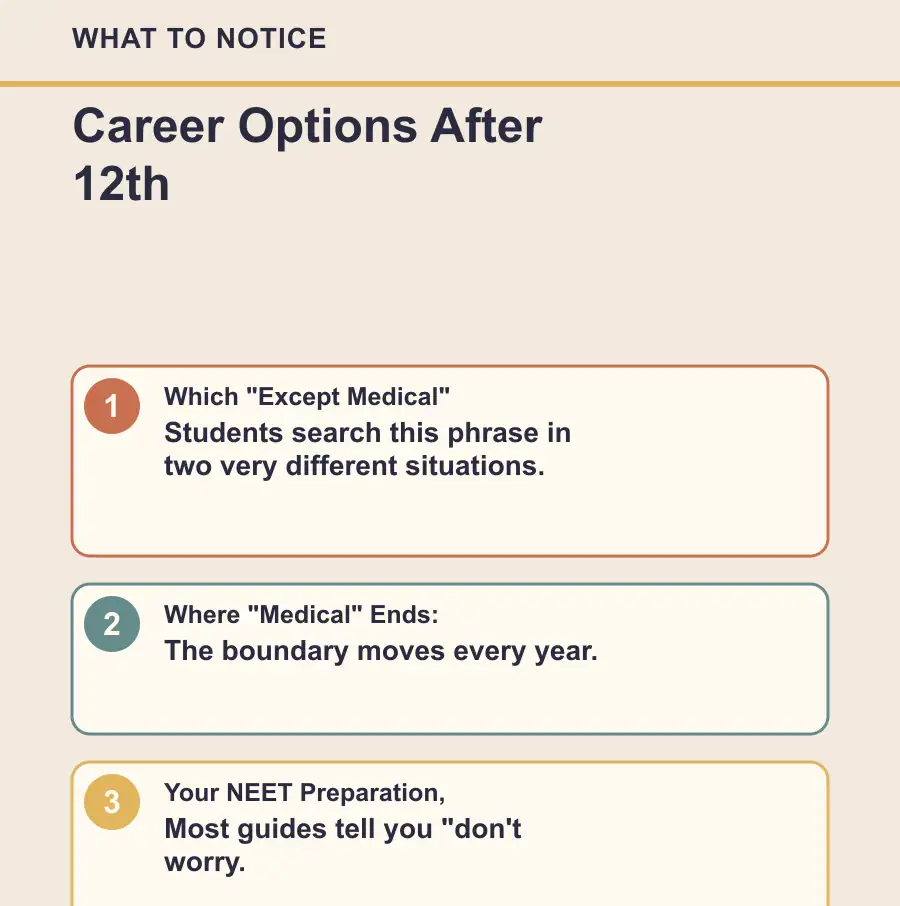 WHAT TO NOTICE
Career Options After
12th
1
Which "Except Medical"
Students search this phrase in
two very different situations.
2
Where "Medical" Ends:
The boundary moves every year.
3
Your NEET Preparation,
Most guides tell you "don't
worry.